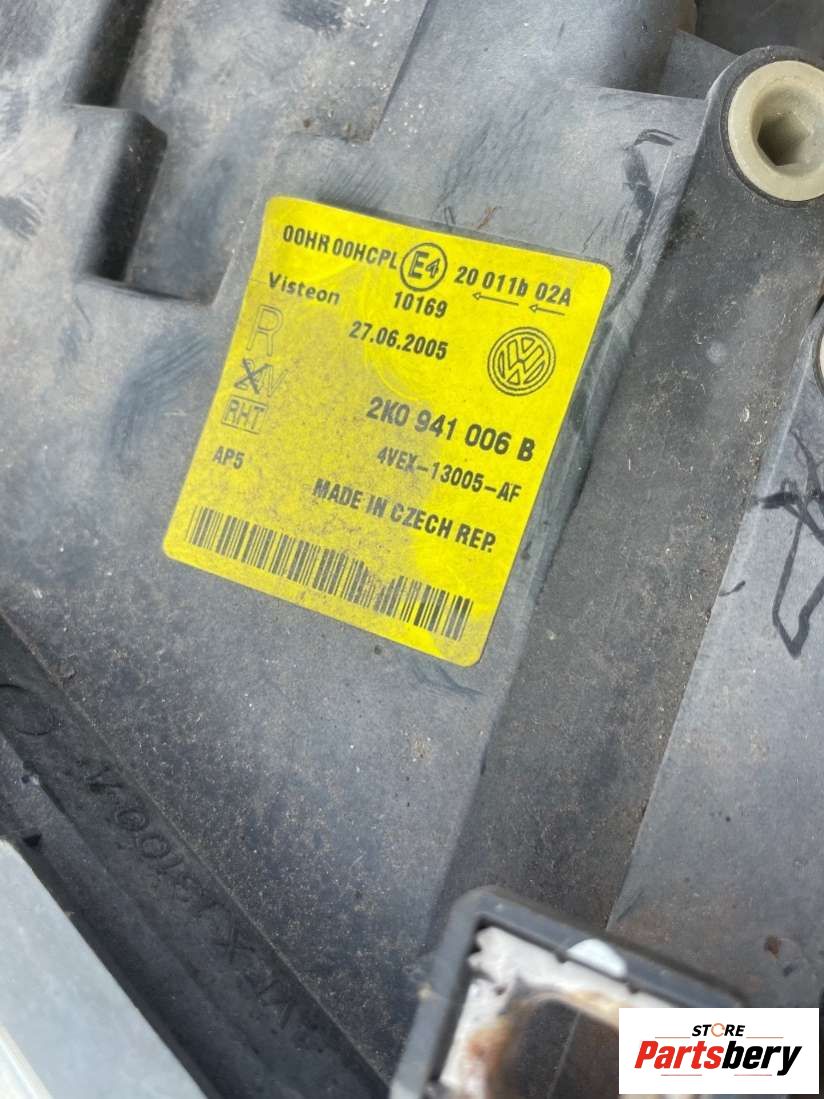 00HR 00HCPL E4 20 011b 02A
Visteon 10169
R 27.06.2005
XV
2K0 941 006 B
RHT
4VEX-13005-AF
AP5
MADE IN CZECH REP.
STORE
Partsbery